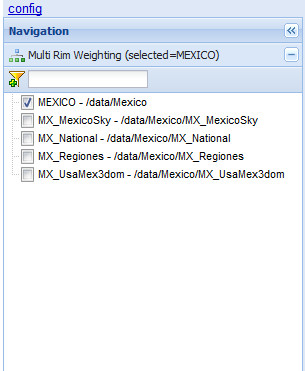 config
Navigation
Multi Rim Weighting (selected=MEXICO)
MEXICO - /data/Mexico
MX_MexicoSky - /data/Mexico/MX_MexicoSky
MX_National - /data/Mexico/MX_National
MX_Regiones - /data/Mexico/MX_Regiones
MX_UsaMex3dom - /data/Mexico/MX_UsaMex3dom